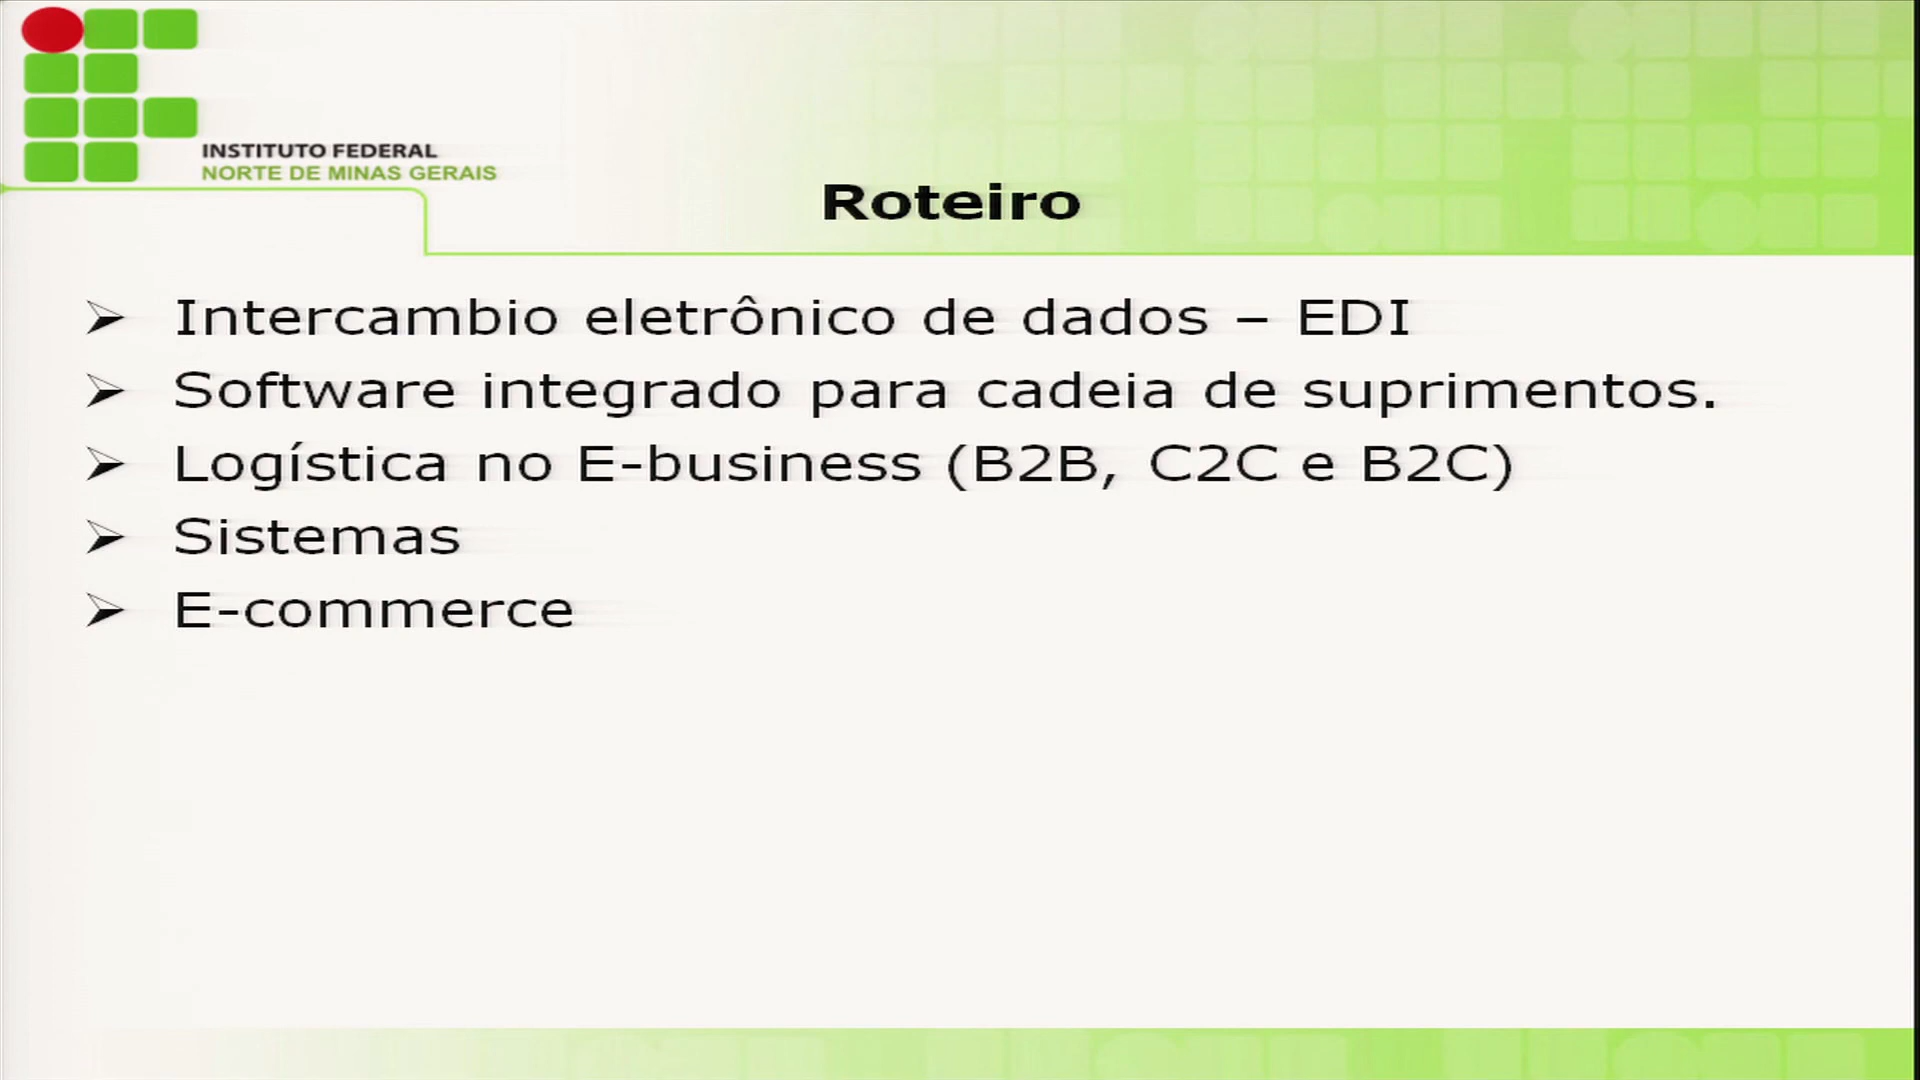 INSTITUTO FEDERAL
NORTE DE MINAS GERAIS
Roteiro
Intercambio eletrônico de dados – EDI
Software integrado para cadeia de suprimentos.
Logística no E-business (B2B, C2C e B2C)
Sistemas
E-commerce